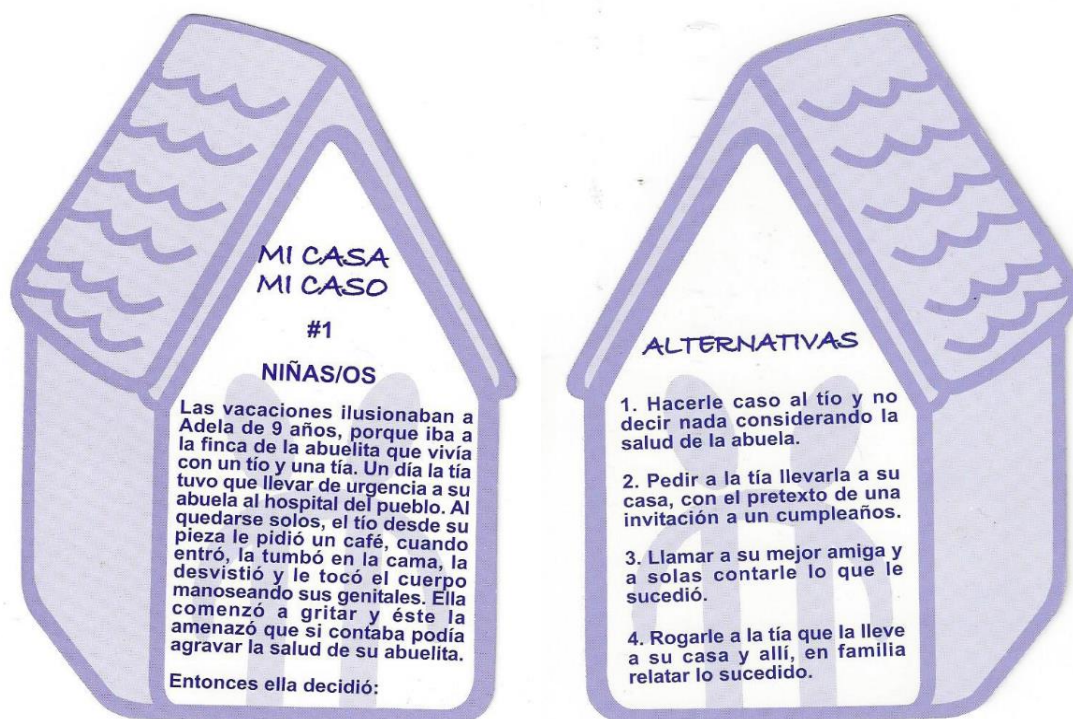 MI CASA
MI CASO
#1
NIÑAS/OS
Las vacaciones ilusionaban a
Adela de 9 años, porque iba a
la finca de la abuelita que vivía
con un tío y una tía. Un día la tía
tuvo que llevar de urgencia a su
abuela al hospital del pueblo. Al
quedarse solos, el tío desde su
pieza le pidió un café, cuando
entró, la tumbó en la cama, la
desvistió y le tocó el cuerpo
manoseando sus genitales. Ella
comenzó a gritar y éste la
amenazó que si contaba podía
agravar la salud de su abuelita.
Entonces ella decidió:
ALTERNATIVAS
1. Hacerle caso al tío y no
decir nada considerando la
salud de la abuela.
2. Pedir a la tía llevarla a su
casa, con el pretexto de una
invitación a un cumpleaños.
3. Llamar a su mejor amiga y
a solas contarle lo que le
sucedió.
4. Rogarle a la tía que la lleve
a su casa y allí, en familia
relatar lo sucedido.